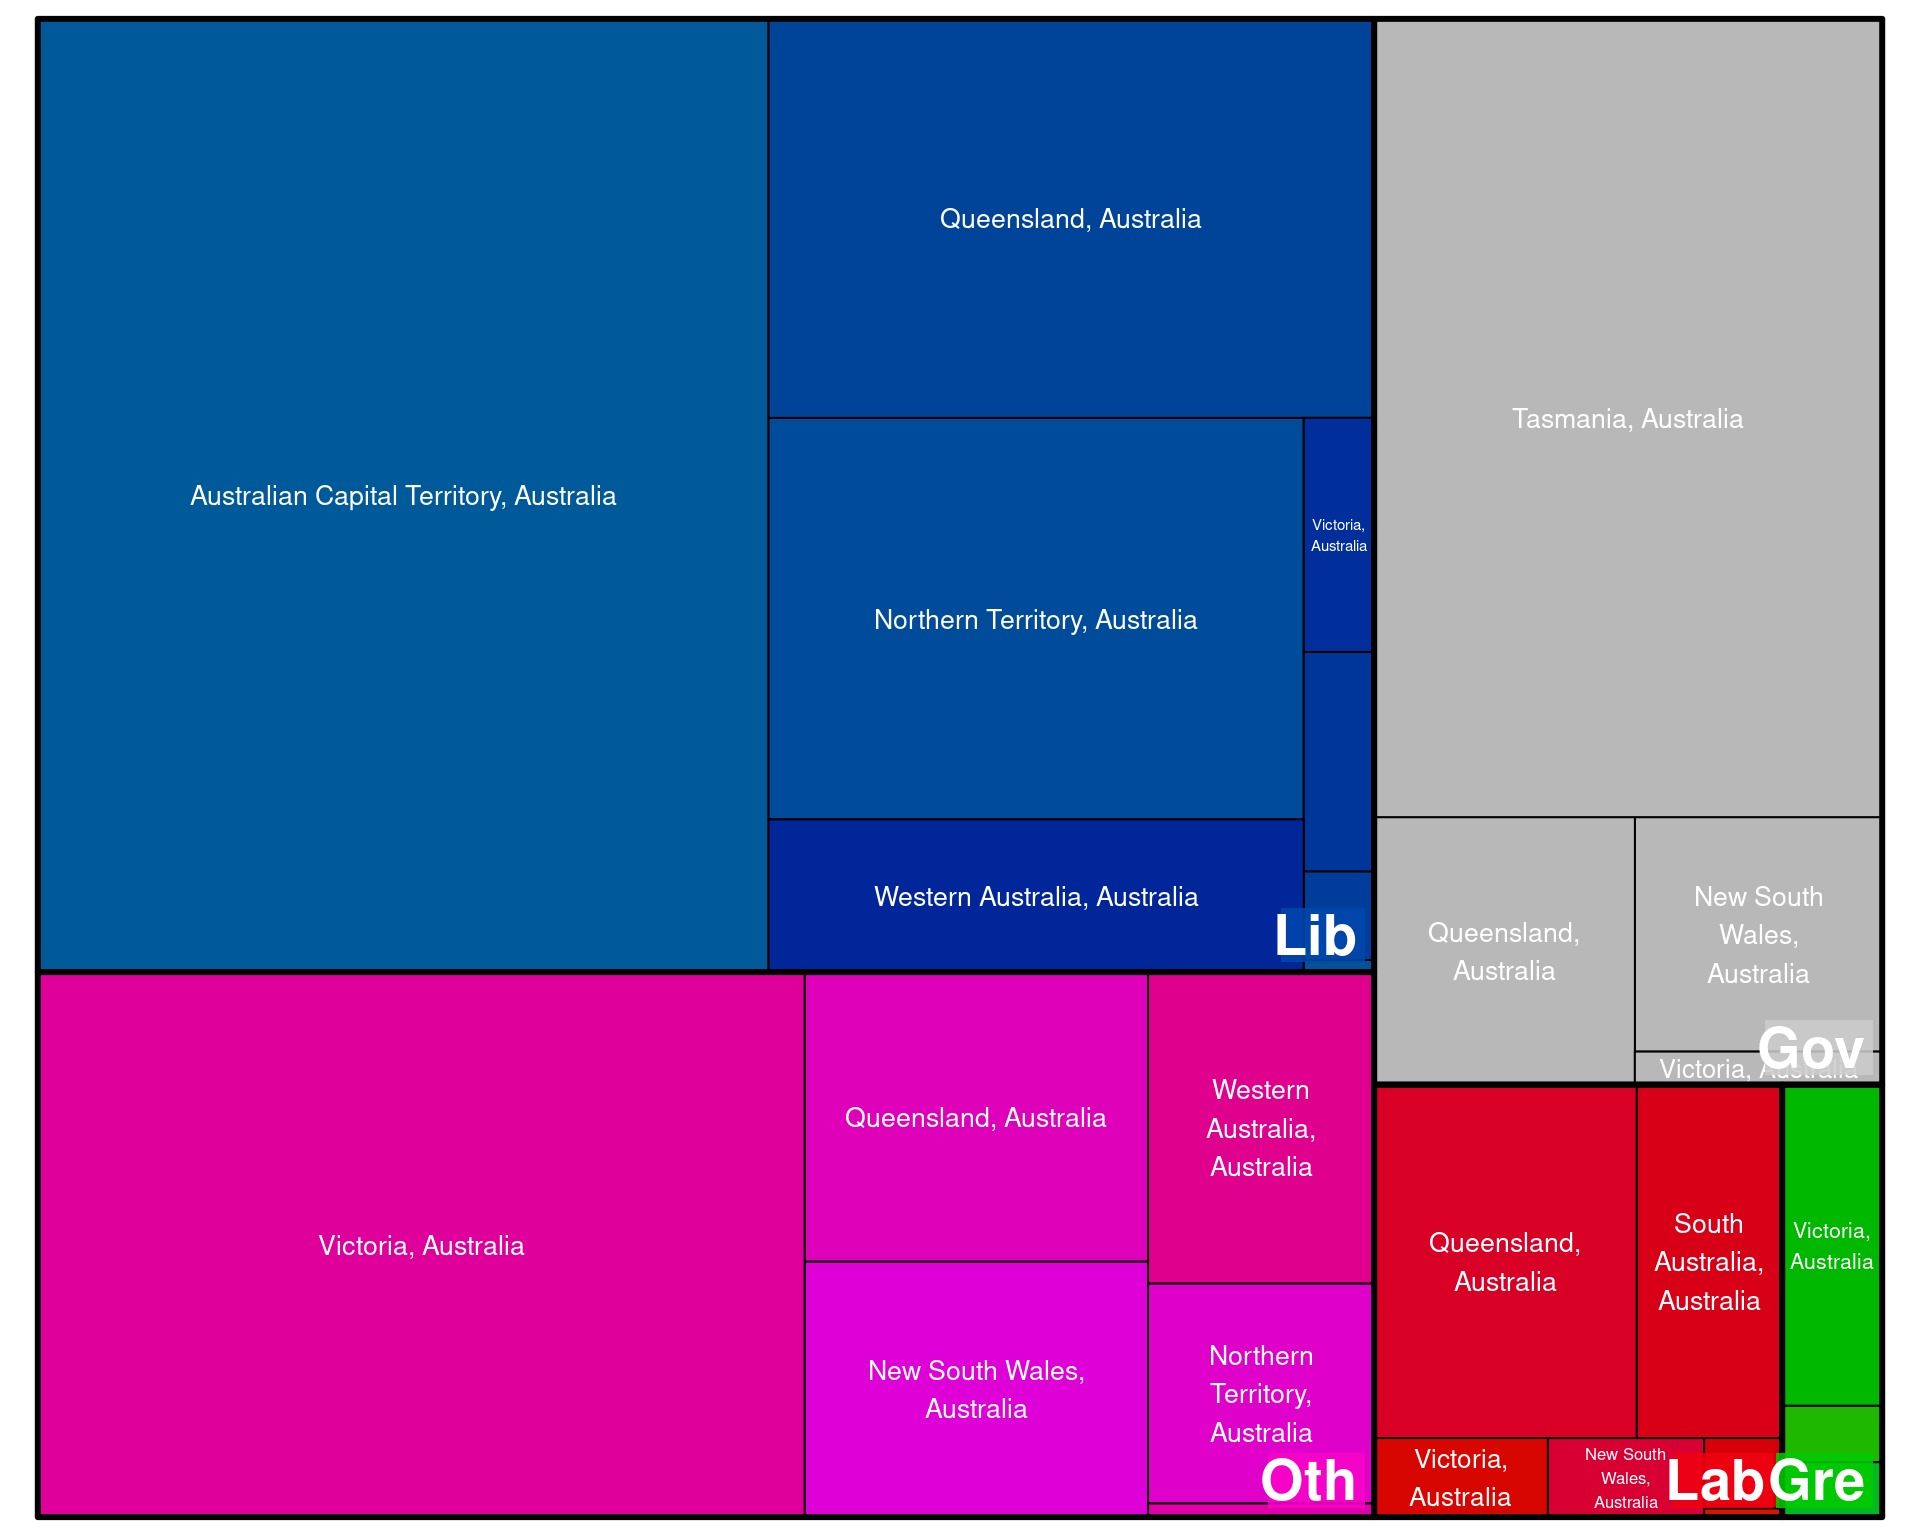 Australian Capital Territory, Australia
Queensland, Australia
Northern Territory, Australia
Victoria,
Australia
Western Australia, Australia
Lib
Tasmania, Australia
Queensland,
Australia
New South
Wales,
Australia
Victoria, Australia
Gov
Victoria, Australia
Queensland, Australia
New South Wales,
Australia
Western
Australia,
Australia
Northern
Territory,
Australia
Oth
Queensland,
Australia
South
Australia,
Australia
Victoria,
Australia
New South
Wales,
Australia
Lab
Victoria,
Australia
Gre